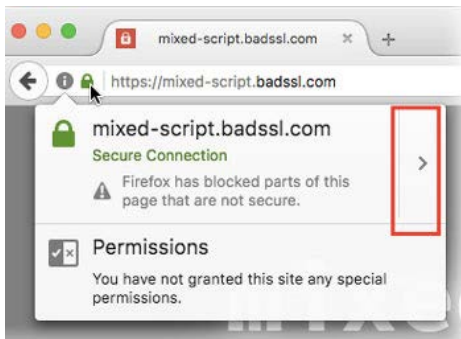 mixed-script.badssl.com
https://mixed-script.badssl.com
mixed-script.badssl.com
Secure Connection
Firefox has blocked parts of this
page that are not secure.
Permissions
You have not granted this site any special
permissions.